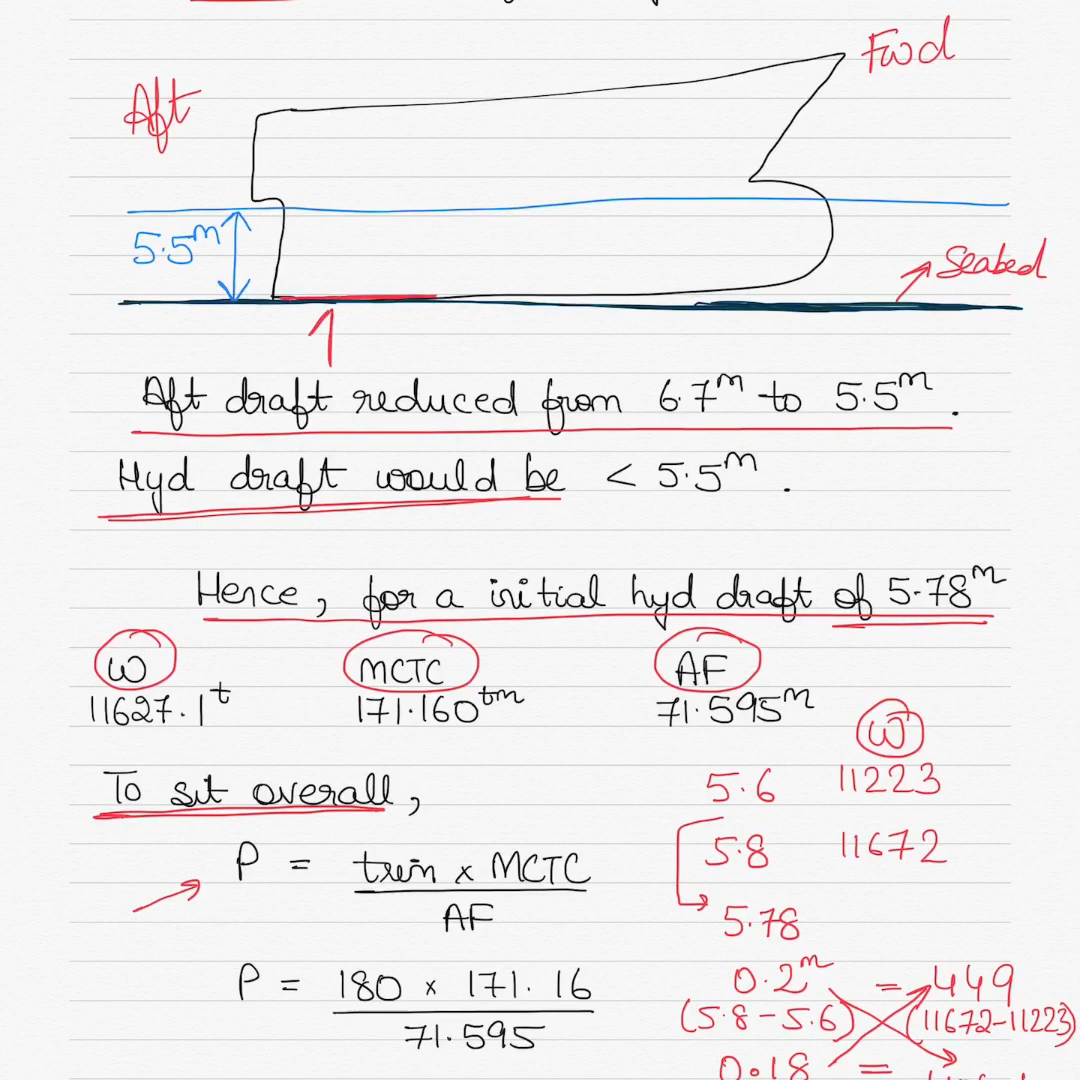 Fwd
Aft
5.5m
Seabed
1
Aft draft reduced from 6.7m to 5.5m.
Hyd draft would be < 5.5m.
Hence, for a initial hyd draft of 5.78m
W MCTC AF
11627.1t 171.160tm 71.595m
W
5.6 11223
5.8 11672
5.78
0.2m = 449
(5.8-5.6) (11672-11223)
0.18 =
To sit overall,
P = trim x MCTC
AF
P = 180 x 171.16
71.595